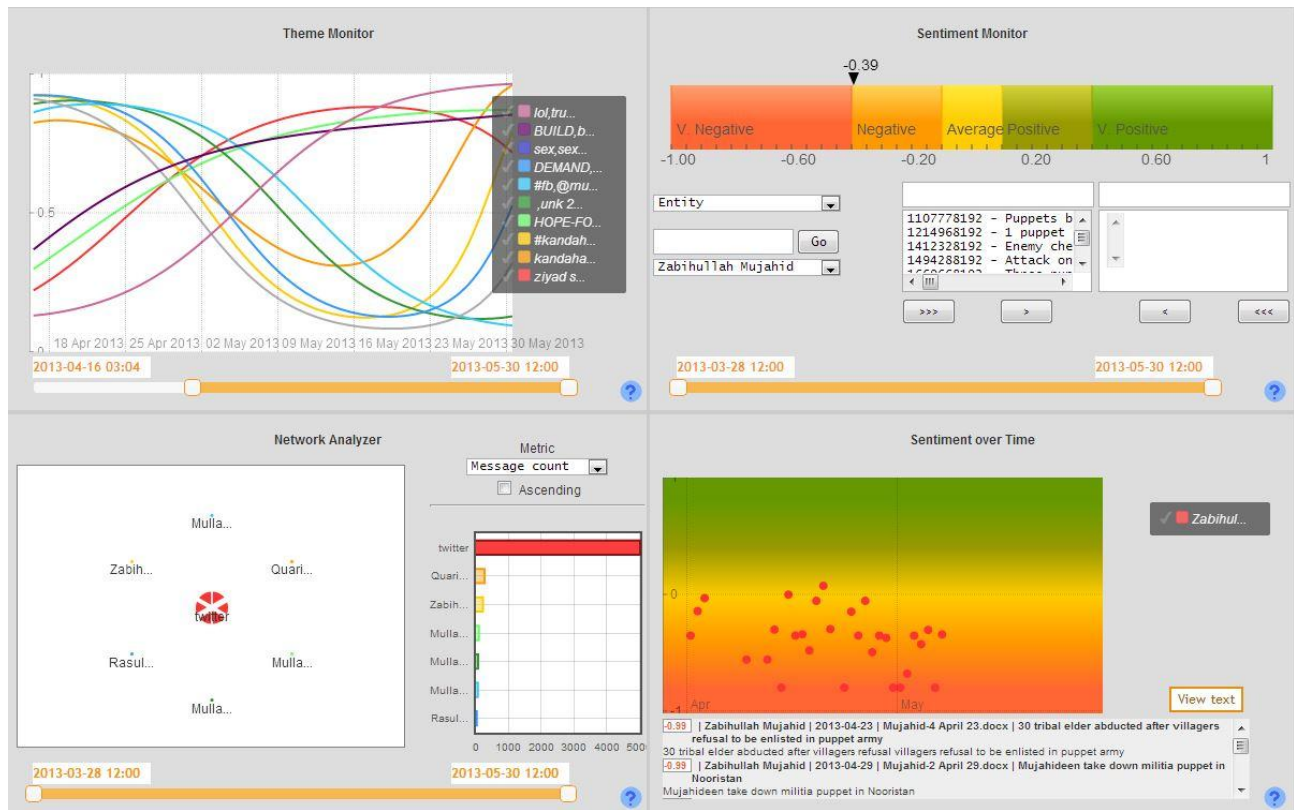 Theme Monitor
1
0.5
0
lol,tru...
BUILD,b...
sex,sex...
DEMAND,...
#fb,@mu...
,unk 2...
HOPE-FO...
#kandah...
kandaha...
ziyad s...
18 Apr 2013 25 Apr 2013 02 May 2013 09 May 2013 16 May 2013 23 May 2013 30 May 2013
2013-04-16 03:04 2013-05-30 12:00
?
Sentiment Monitor
-0.39
V. Negative Negative Average Positive V. Positive
-1.00 -0.60 -0.20 0.20 0.60 1
Entity
Go
Zabihullah Mujahid
1107778192 - Puppets b
1214968192 - 1 puppet
1412328192 - Enemy che
1494288192 - Attack on
>>> > < <<<
2013-03-28 12:00 2013-05-30 12:00
?
Network Analyzer
Mulla...
Zabih... Quari...
twitter
Rasul... Mulla...
Mulla...
Metric
Message count
Ascending
twitter
Quari...
Zabih...
Mulla...
Mulla...
Mulla...
Rasul...
0 1000 2000 3000 4000 500
2013-03-28 12:00 2013-05-30 12:00
?
Sentiment over Time
0
-1
Apr May
Zabihul...
View text
-0.99 | Zabihullah Mujahid | 2013-04-23 | Mujahid-4 April 23.docx | 30 tribal elder abducted after villagers
refusal to be enlisted in puppet army
30 tribal elder abducted after villagers refusal villagers refusal to be enlisted in puppet army
-0.99 | Zabihullah Mujahid | 2013-04-29 | Mujahid-2 April 29.docx | Mujahideen take down militia puppet in
Nooristan
Mujahideen take down militia puppet in Nooristan
?